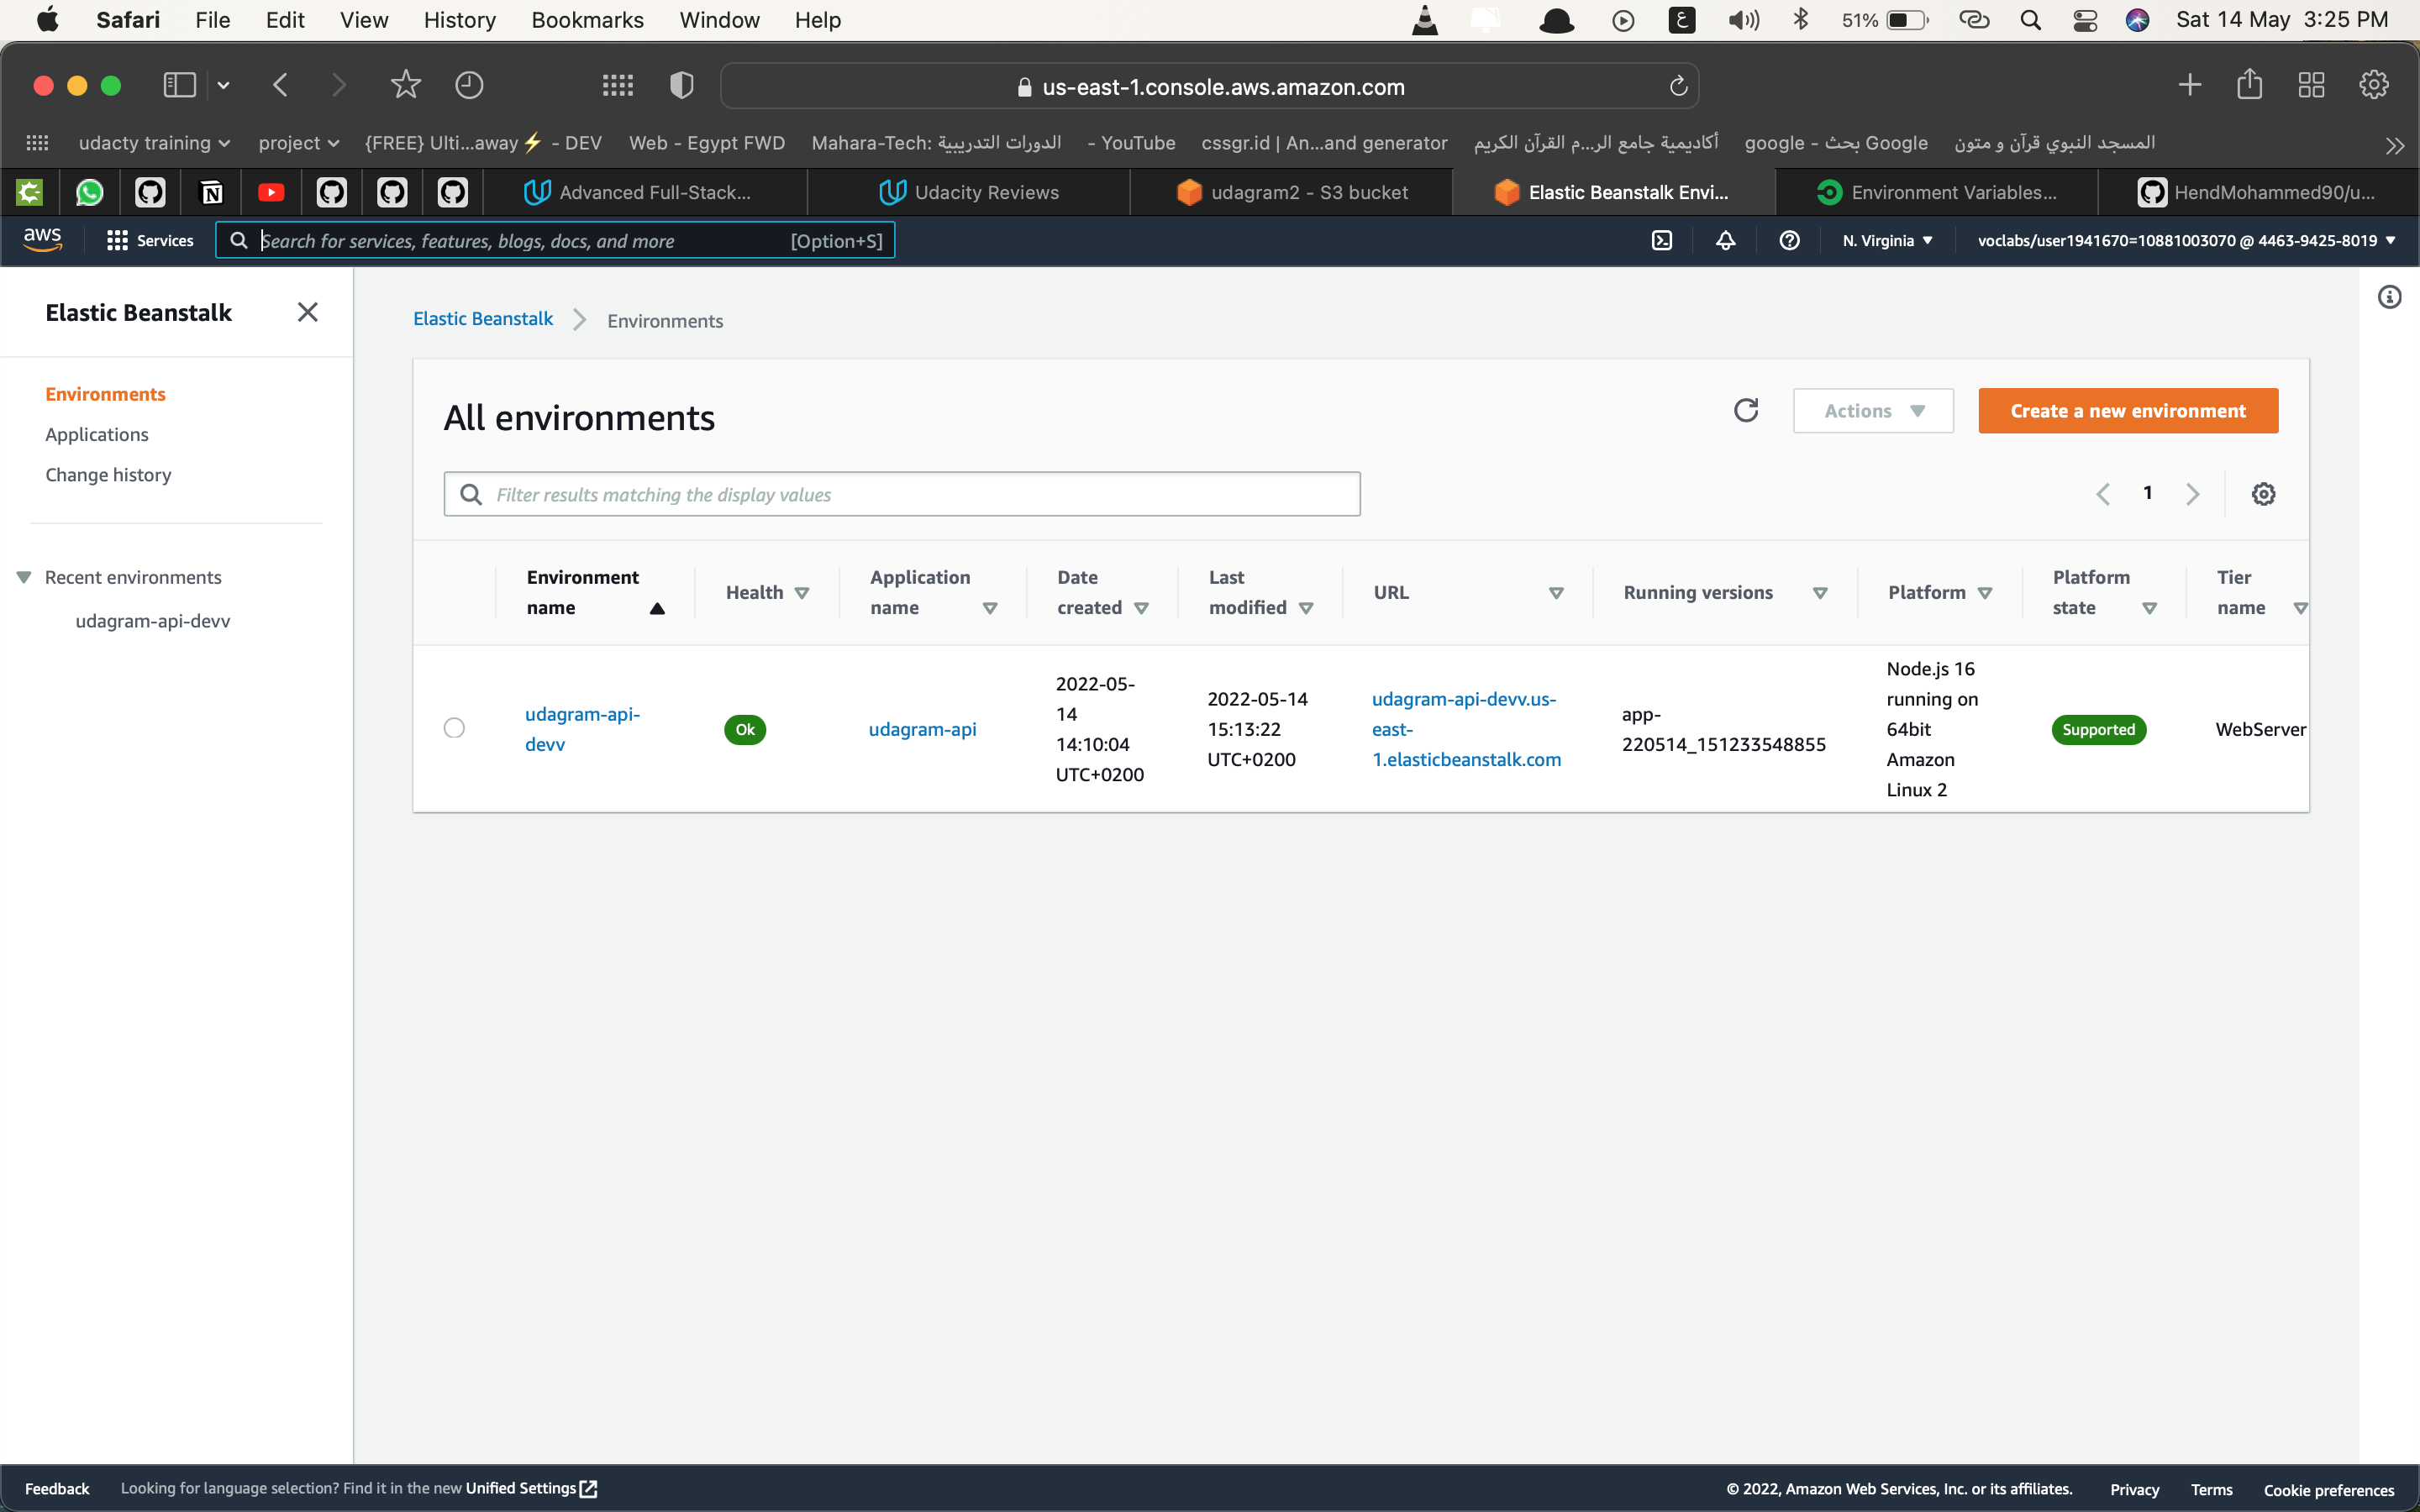 Safari File Edit View History Bookmarks Window Help ع 51% Sat 14 May 3:25 PM
us-east-1.console.aws.amazon.com
udacty training project {FREE} Ulti...away⚡ - DEV Web - Egypt FWD Mahara-Tech: الدورات التدريبية - YouTube cssgr.id | An...and generator أكاديمية جامع الر...م القرآن الكريم google - بحث Google المسجد النبوي قرآن و متون
Advanced Full-Stack... Udacity Reviews udagram2 - S3 bucket Elastic Beanstalk Envi... Environment Variables... HendMohammed90/u...
aws Services Search for services, features, blogs, docs, and more [Option+S] N. Virginia voclabs/user1941670=10881003070 @ 4463-9425-8019
Elastic Beanstalk
Environments
Applications
Change history
Recent environments
udagram-api-devv
Elastic Beanstalk Environments
All environments
Actions Create a new environment
Filter results matching the display values
1
Environment name Health Application name Date created Last modified URL Running versions Platform Platform state Tier name
udagram-api-
devv
Ok
udagram-api
2022-05-
14
14:10:04
UTC+0200
2022-05-14
15:13:22
UTC+0200
udagram-api-devv.us-
east-
1.elasticbeanstalk.com
app-
220514_151233548855
Node.js 16
running on
64bit
Amazon
Linux 2
Supported
WebServer
Feedback Looking for language selection? Find it in the new Unified Settings © 2022, Amazon Web Services, Inc. or its affiliates. Privacy Terms Cookie preferences